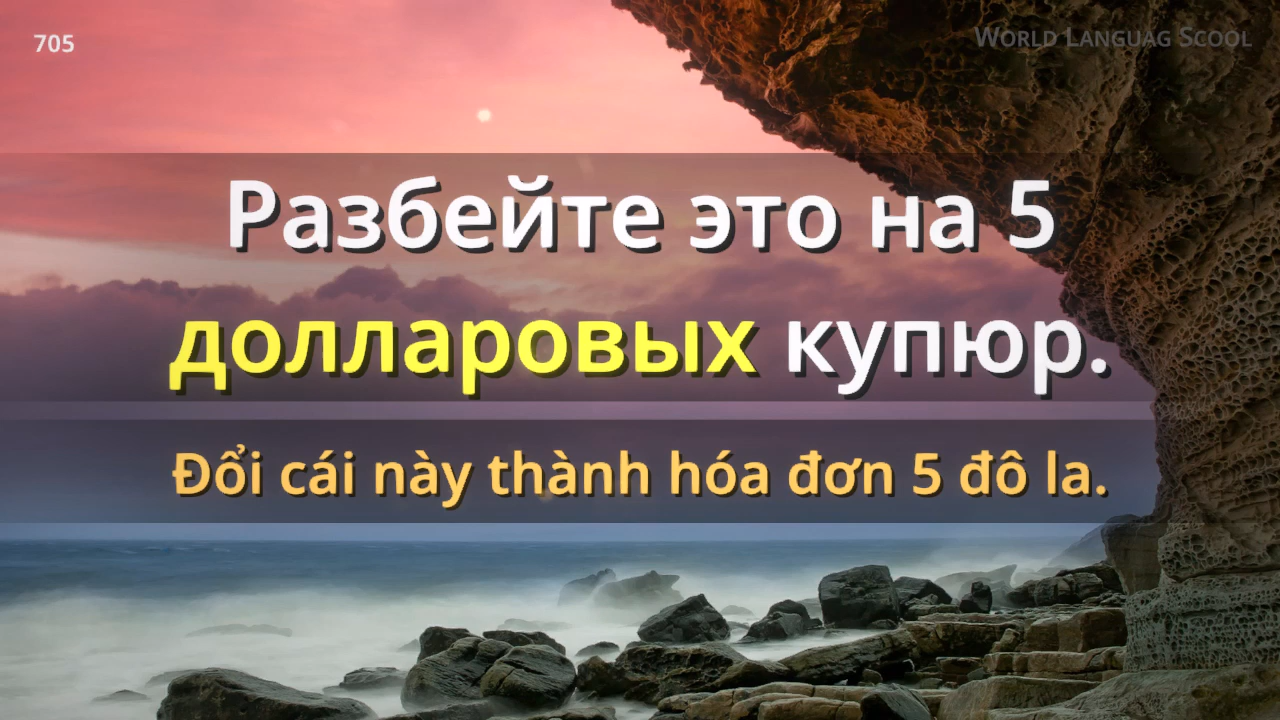 705
World Languag Scool
Разбейте это на 5
долларовых купюр.
Đổi cái này thành hóa đơn 5 đô la.